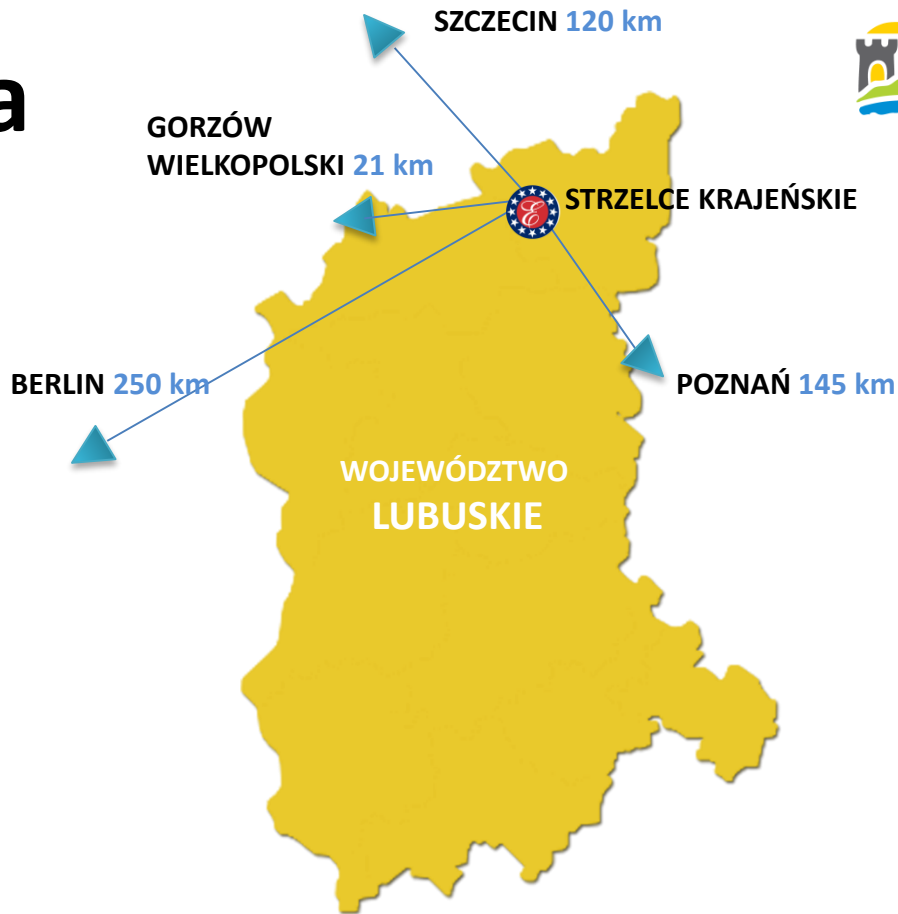 SZCZECIN 120 km
a
GORZÓW
WIELKOPOLSKI 21 km
STRZELCE KRAJEŃSKIE
E
BERLIN 250 km
POZNAŃ 145 km
WOJEWÓDZTWO
LUBUSKIE